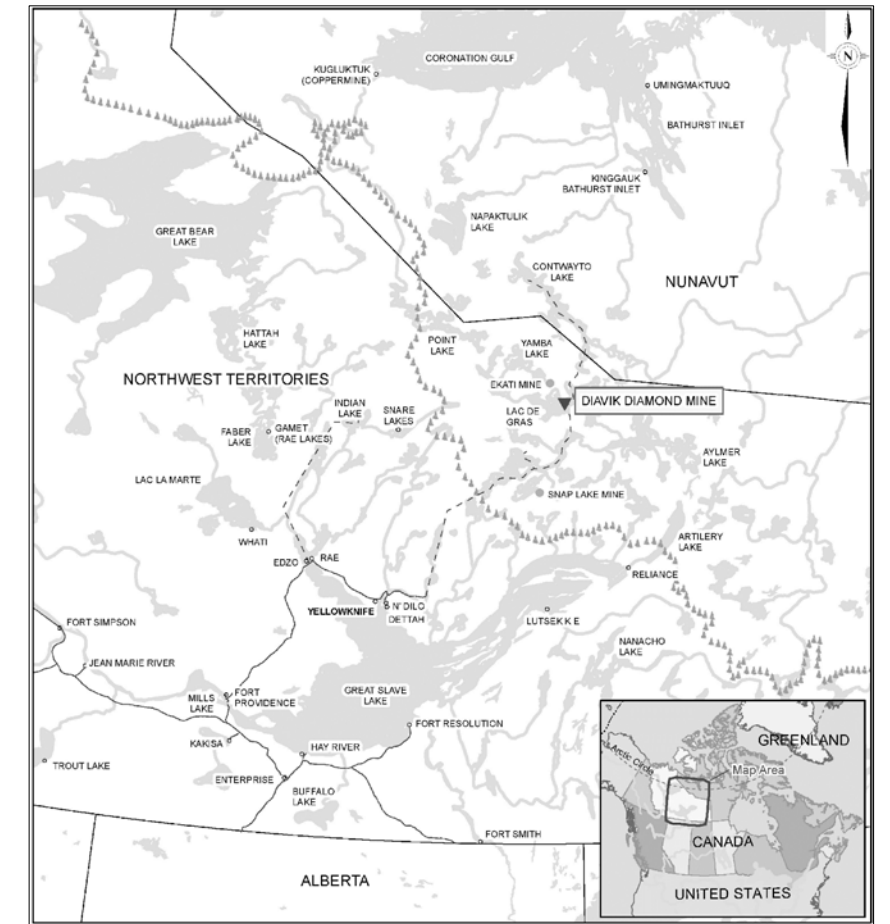 N
CORONATION GULF
KUGLUKTUK
(COPPERMINE)
UMINGMAKTUUQ
BATHURST INLET
KINGGAUK
BATHURST INLET
NAPAKTULIK
LAKE
GREAT BEAR
LAKE
CONTWAYTO
LAKE
NUNAVUT
HATTAH
LAKE
POINT
LAKE
YAMBA
LAKE
NORTHWEST TERRITORIES
EKATI MINE
DIAVIK DIAMOND MINE
INDIAN
LAKE
SNARE
LAKES
LAC DE
GRAS
FABER
LAKE
GAMET
(RAE LAKES)
AYLMER
LAKE
LAC LA MARTE
SNAP LAKE MINE
WHATI
ARTILERY
LAKE
EDZO
RAE
RELIANCE
YELLOWKNIFE
N'DILO
DETTAH
LUTSEK K E
FORT SIMPSON
NANACHO
LAKE
JEAN MARIE RIVER
MILLS
LAKE
FORT
PROVIDENCE
GREAT SLAVE
LAKE
FORT RESOLUTION
KAKISA
HAY RIVER
TROUT LAKE
ENTERPRISE
BUFFALO
LAKE
FORT SMITH
ALBERTA
GREENLAND
Arctic Circle
Map Area
CANADA
UNITED STATES